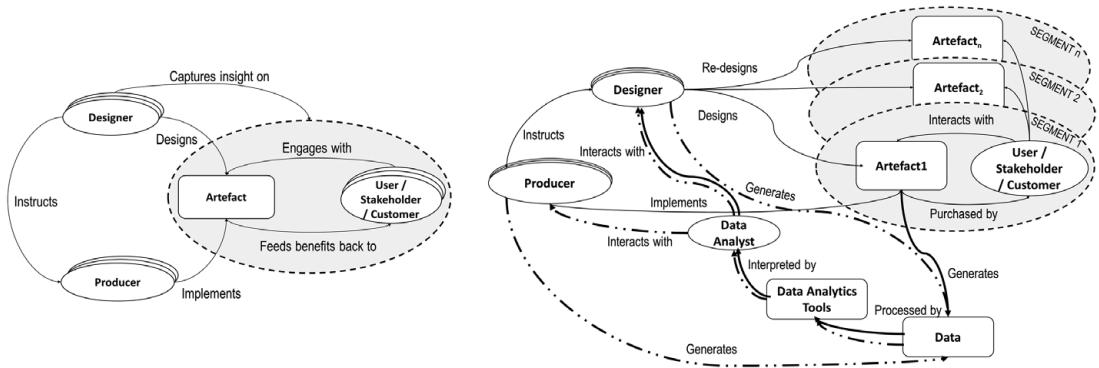 Captures insight on
Designer
Designs
Engages with
Instructs
Artefact
User /
Stakeholder
/ Customer
Feeds benefits back to
Producer
Implements
Artefactn
SEGMENT n
Re-designs
Designer
Artefact2
SEGMENT 2
Designs
Interacts with
SEGMENT 1
Instructs
Interacts with
Artefact1
User /
Stakeholder
/ Customer
Producer
Generates
Implements
Purchased by
Data
Analyst
Interacts with
Interpreted by
Generates
Data Analytics
Tools
Processed by
Data
Generates